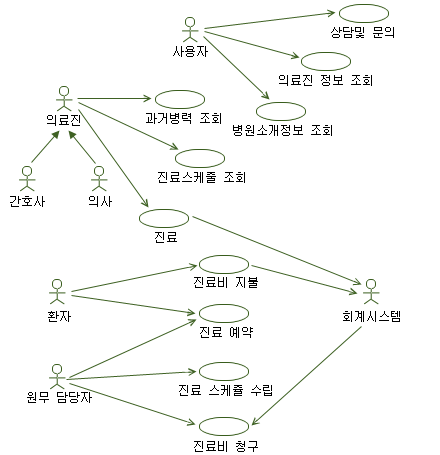 상담및 문의
사용자
의료진 정보 조회
과거병력 조회
의료진
병원소개정보 조회
진료스케줄 조회
간호사
의사
진료
진료비 지불
환자
회계시스템
진료 예약
진료 스케쥴 수립
원무 담당자
진료비 청구